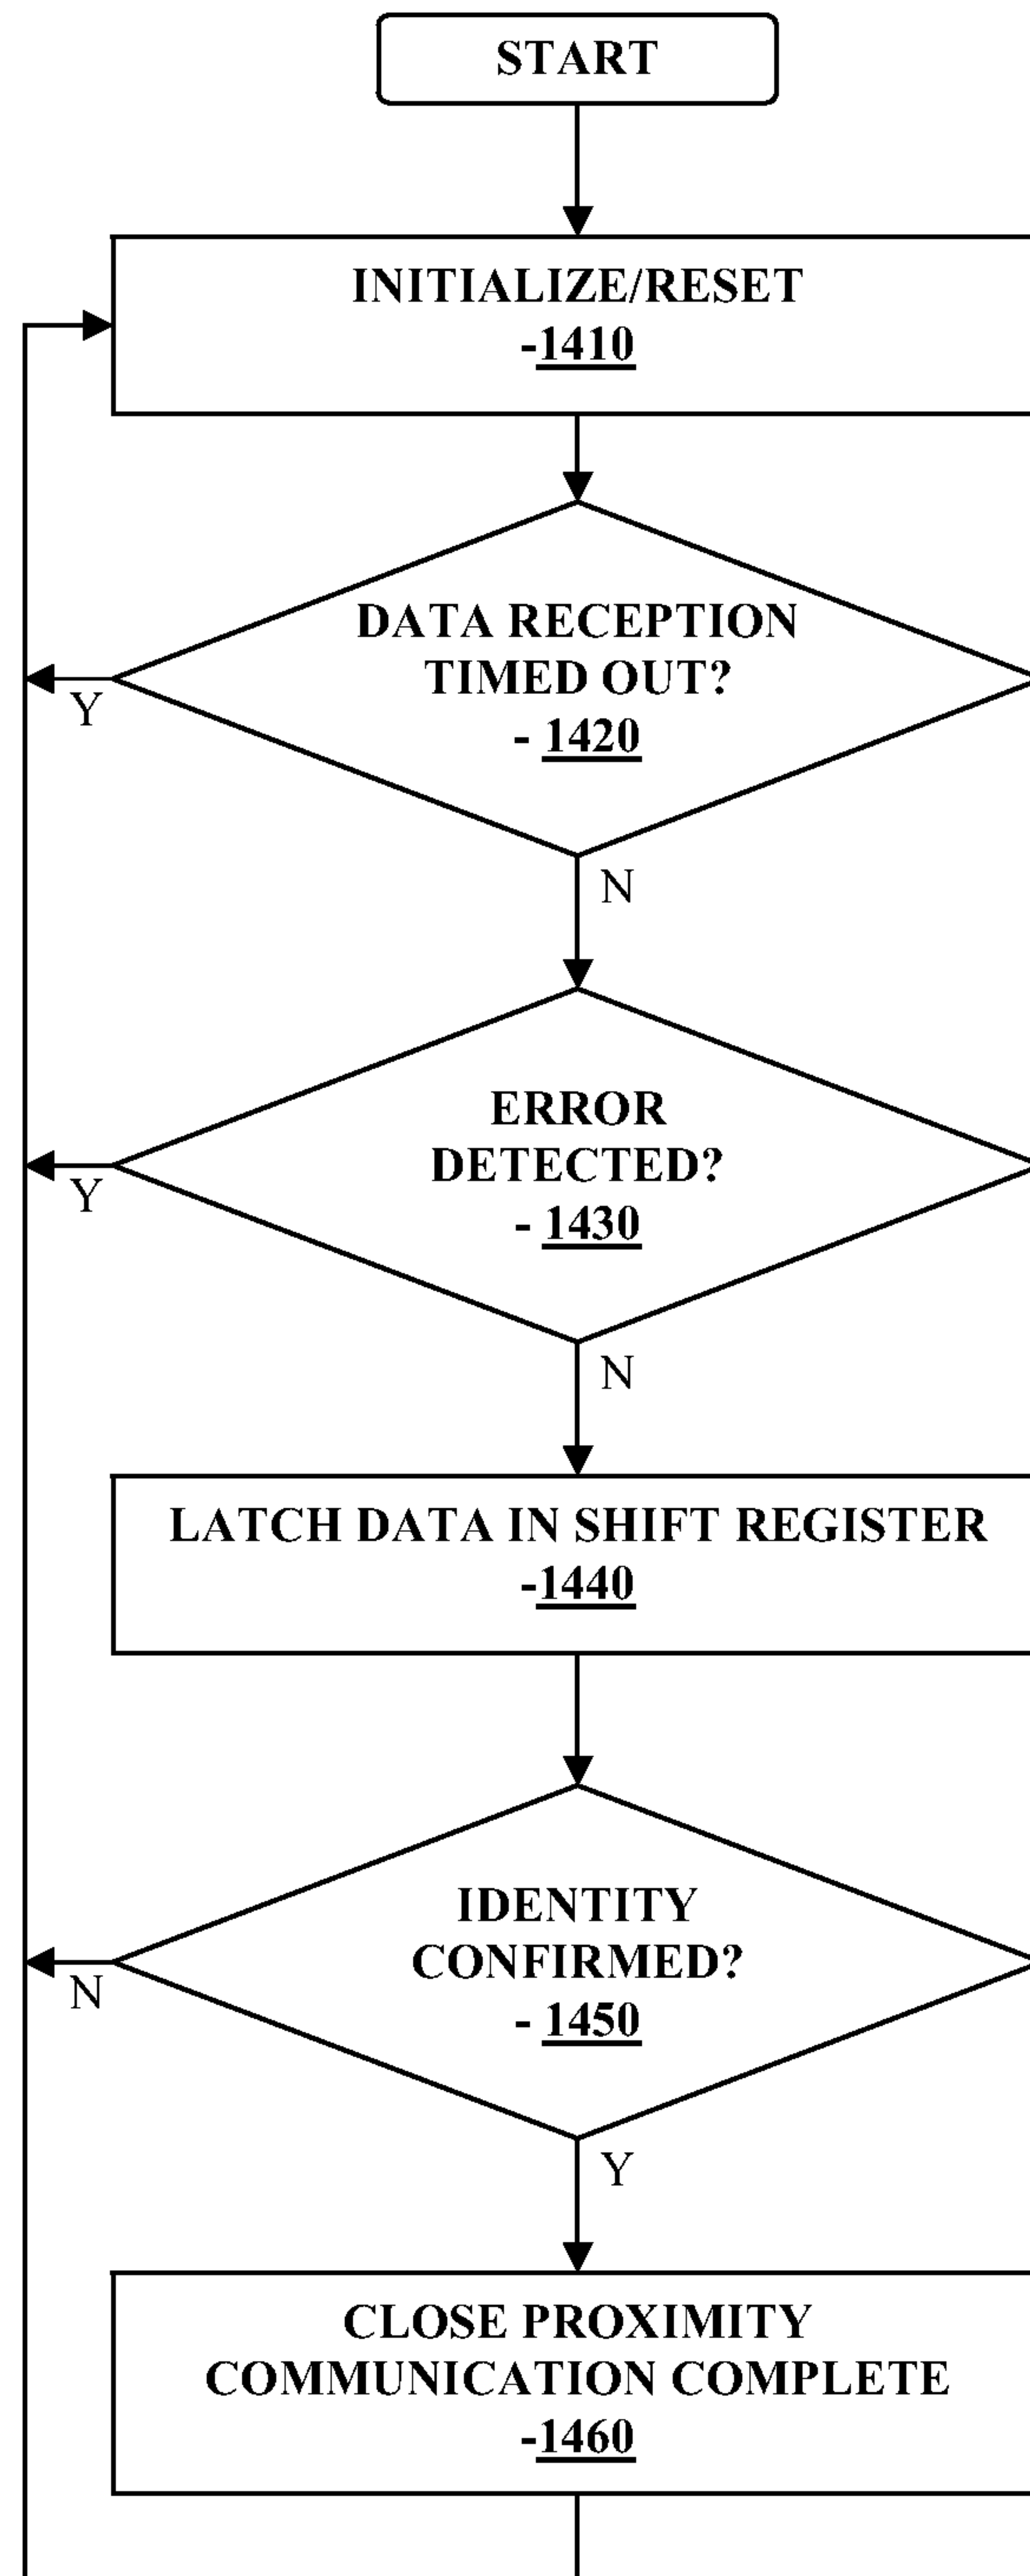 START
INITIALIZE/RESET
-1410
DATA RECEPTION
TIMED OUT?
- 1420
Y
N
ERROR
DETECTED?
- 1430
Y
N
LATCH DATA IN SHIFT REGISTER
-1440
IDENTITY
CONFIRMED?
- 1450
N
Y
CLOSE PROXIMITY
COMMUNICATION COMPLETE
-1460